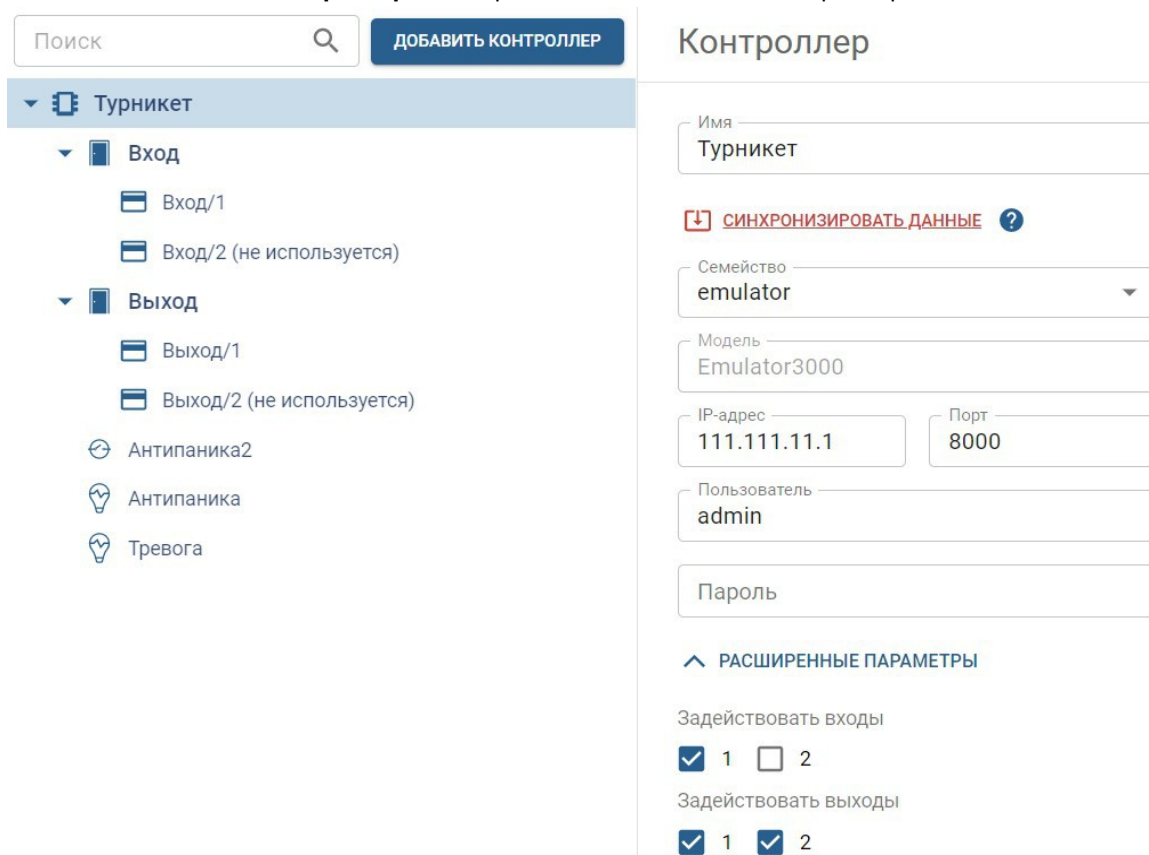 Поиск
ДОБАВИТЬ КОНТРОЛЛЕР
Турникет
Вход
Вход/1
Вход/2 (не используется)
Выход
Выход/1
Выход/2 (не используется)
Антипаника2
Антипаника
Тревога
Контроллер
Имя
Турникет
СИНХРОНИЗИРОВАТЬ ДАННЫЕ ?
Семейство
emulator
Модель
Emulator3000
IP-адрес Порт
111.111.11.1 8000
Пользователь
admin
Пароль
РАСШИРЕННЫЕ ПАРАМЕТРЫ
Задействовать входы
1 2
Задействовать выходы
1 2